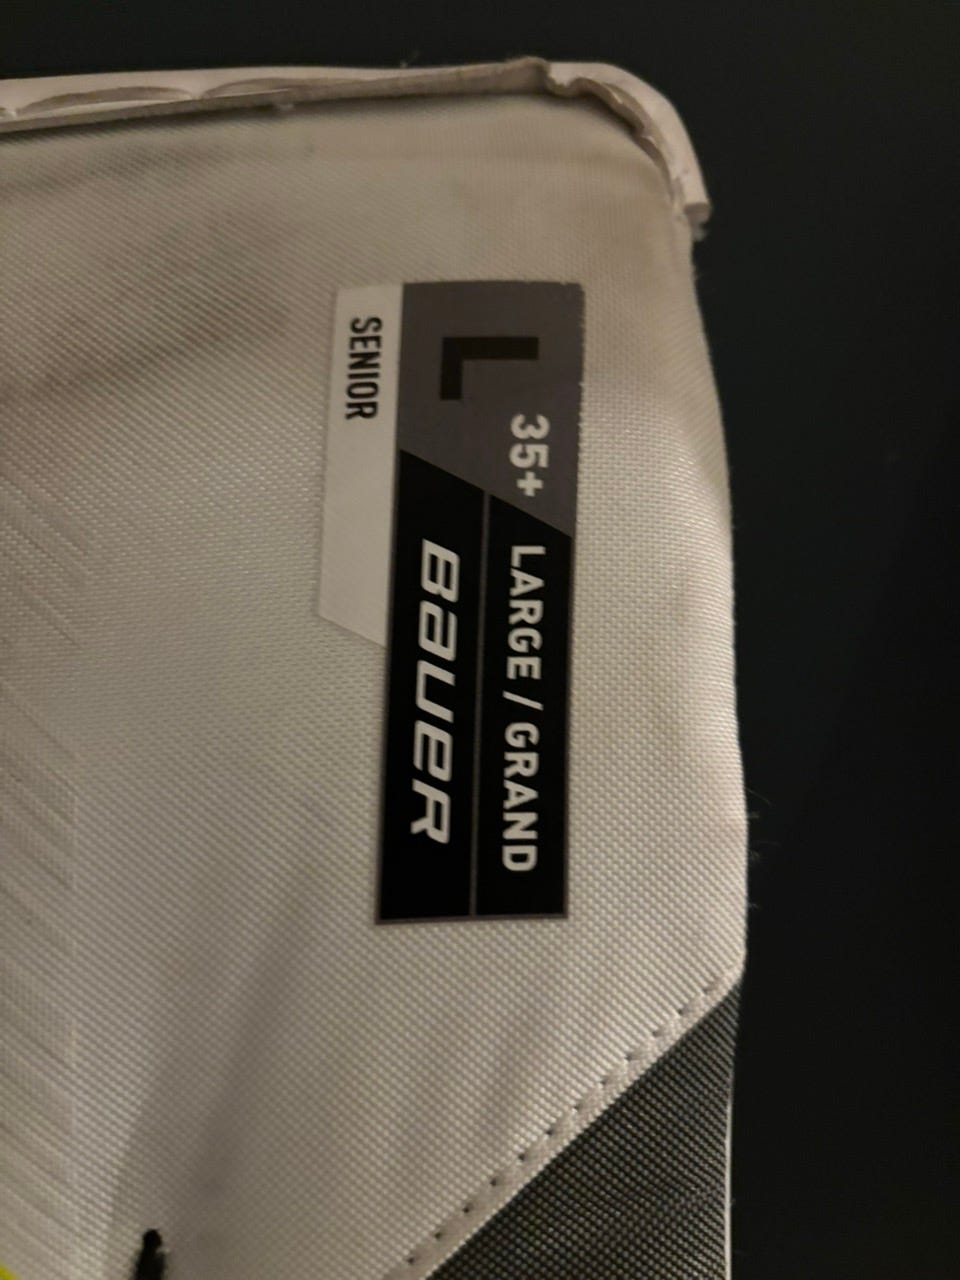 L
35+ LARGE / GRAND
BAUER
SENIOR